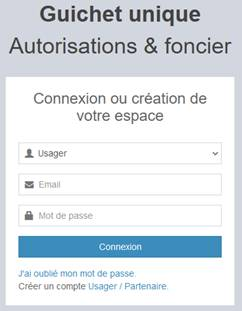 Guichet unique
Autorisations & foncier
Connexion ou création de
votre espace
Usager
Email
Mot de passe
Connexion
J'ai oublié mon mot de passe.
Créer un compte Usager / Partenaire.